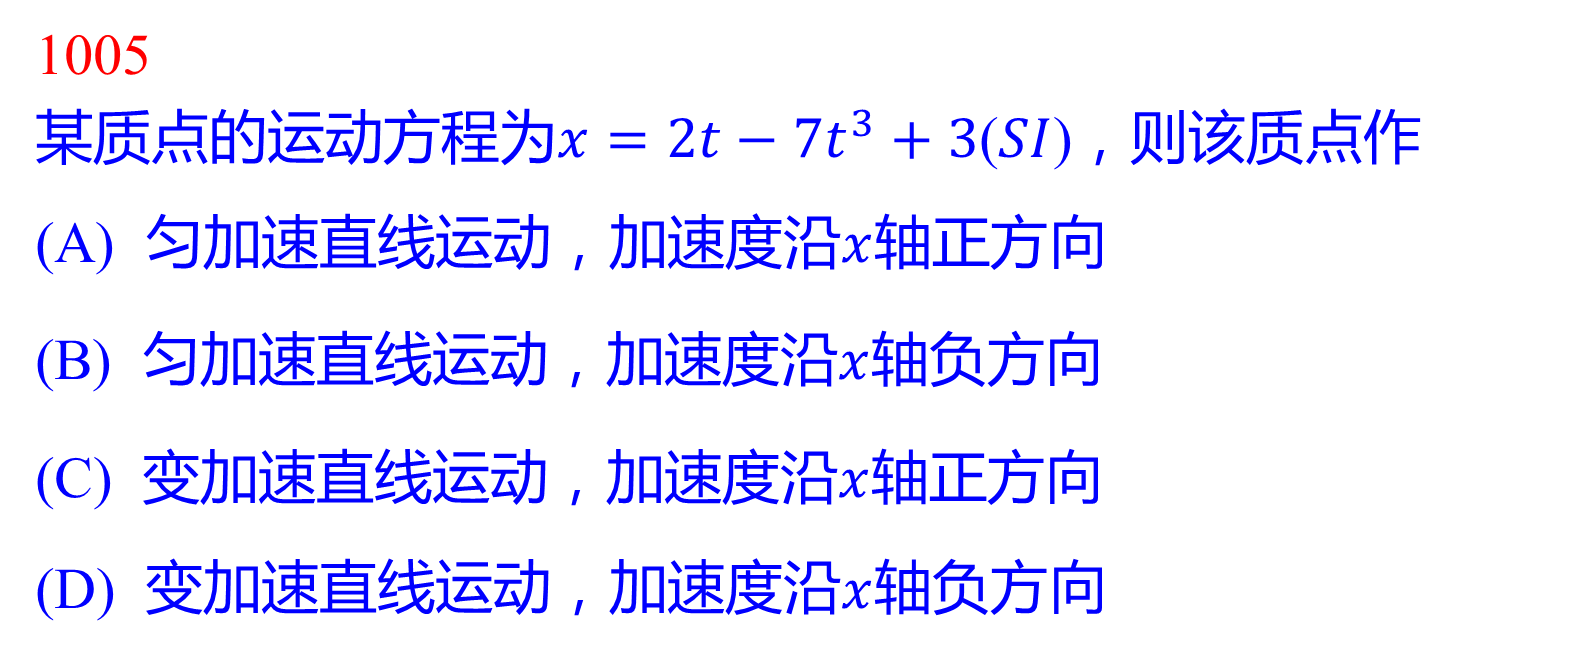 1005
某质点的运动方程为x = 2t − 7t³ + 3(SI)，则该质点作
(A) 匀加速直线运动，加速度沿x轴正方向
(B) 匀加速直线运动，加速度沿x轴负方向
(C) 变加速直线运动，加速度沿x轴正方向
(D) 变加速直线运动，加速度沿x轴负方向